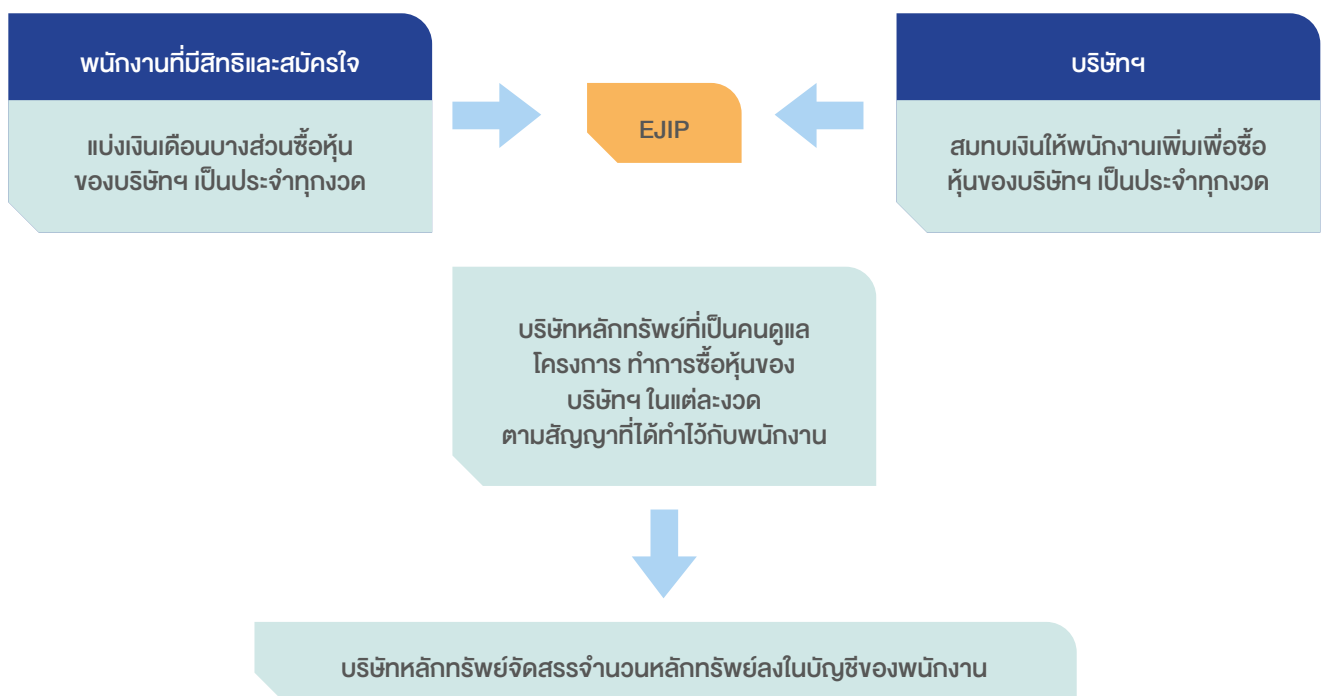 พนักงานที่มีสิทธิและสมัครใจ
แบ่งเงินเดือนบางส่วนซื้อหุ้น
ของบริษัทฯ เป็นประจำทุกงวด
EJIP
บริษัทฯ
สมทบเงินให้พนักงานเพิ่มเพื่อซื้อ
หุ้นของบริษัทฯ เป็นประจำทุกงวด
บริษัทหลักทรัพย์ที่เป็นคนดูแล
โครงการ ทำการซื้อหุ้นของ
บริษัทฯ ในแต่ละงวด
ตามสัญญาที่ได้ทำไว้กับพนักงาน
บริษัทหลักทรัพย์จัดสรรจำนวนหลักทรัพย์ลงในบัญชีของพนักงาน